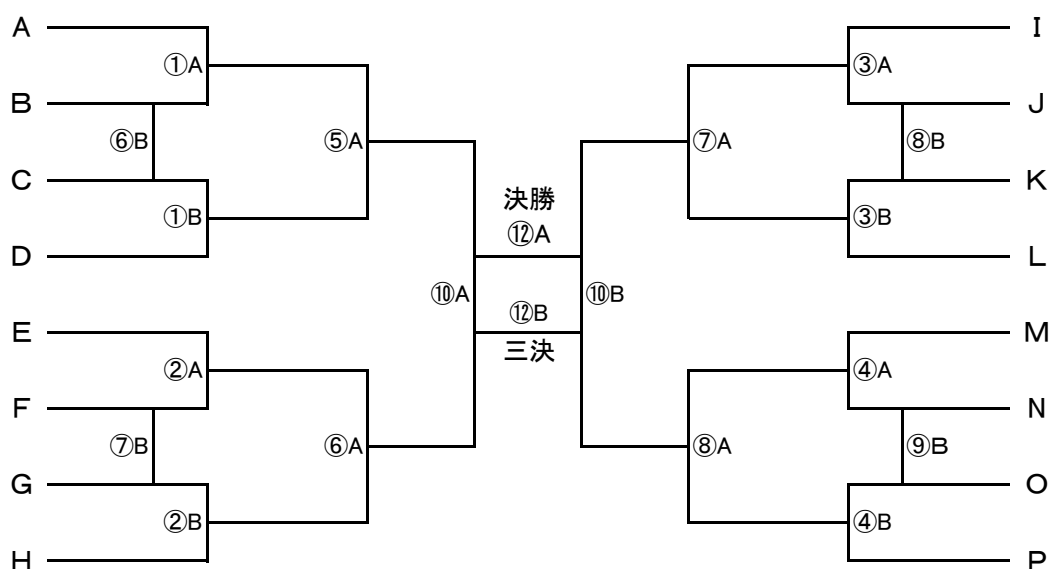 A I
①A ③A
B J
⑥B ⑤A ⑦A ⑧B
C K
決勝
①B ③B
⑫A
D L
⑩A ⑫B ⑩B
E M
三決
②A ④A
F N
⑦B ⑥A ⑧A ⑨B
G O
②B ④B
H P